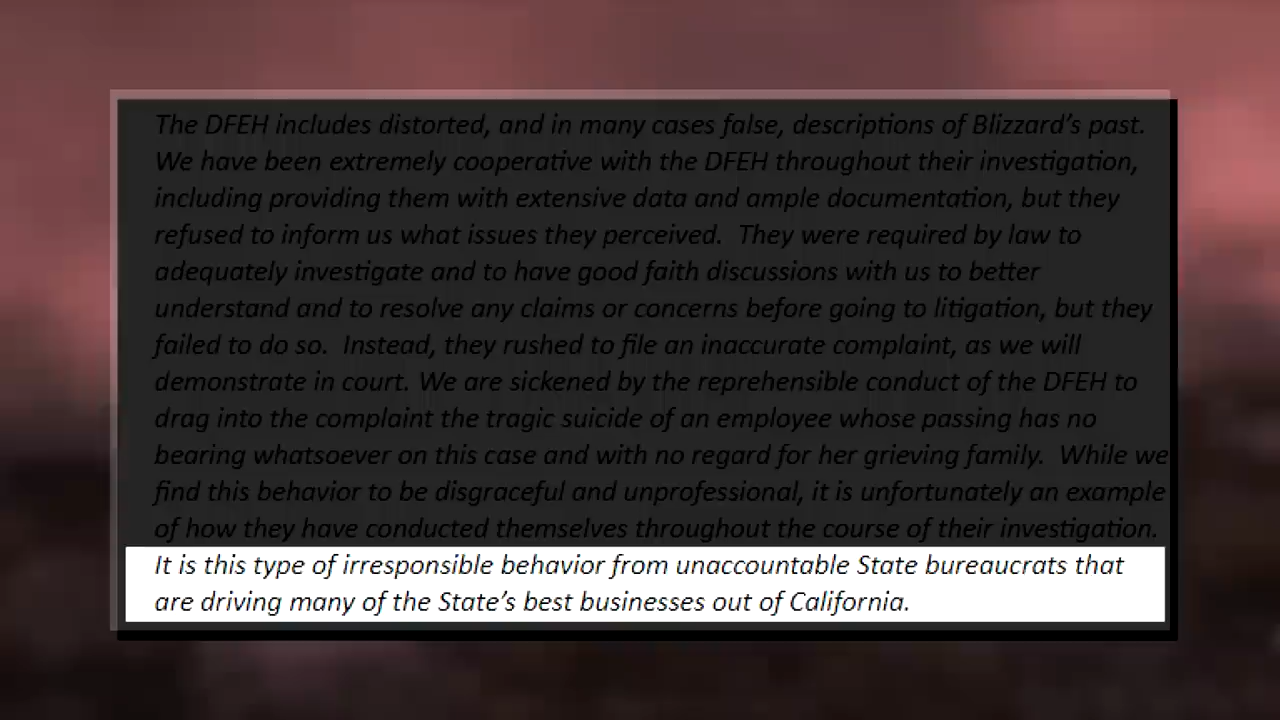 The DFEH includes distorted, and in many cases false, descriptions of Blizzard's past.
We have been extremely cooperative with the DFEH throughout their investigation,
including providing them with extensive data and ample documentation, but they
refused to inform us what issues they perceived.  They were required by law to
adequately investigate and to have good faith discussions with us to better
understand and to resolve any claims or concerns before going to litigation, but they
failed to do so.  Instead, they rushed to file an inaccurate complaint, as we will
demonstrate in court. We are sickened by the reprehensible conduct of the DFEH to
drag into the complaint the tragic suicide of an employee whose passing has no
bearing whatsoever on this case and with no regard for her grieving family.  While we
find this behavior to be disgraceful and unprofessional, it is unfortunately an example
of how they have conducted themselves throughout the course of their investigation.
It is this type of irresponsible behavior from unaccountable State bureaucrats that
are driving many of the State's best businesses out of California.